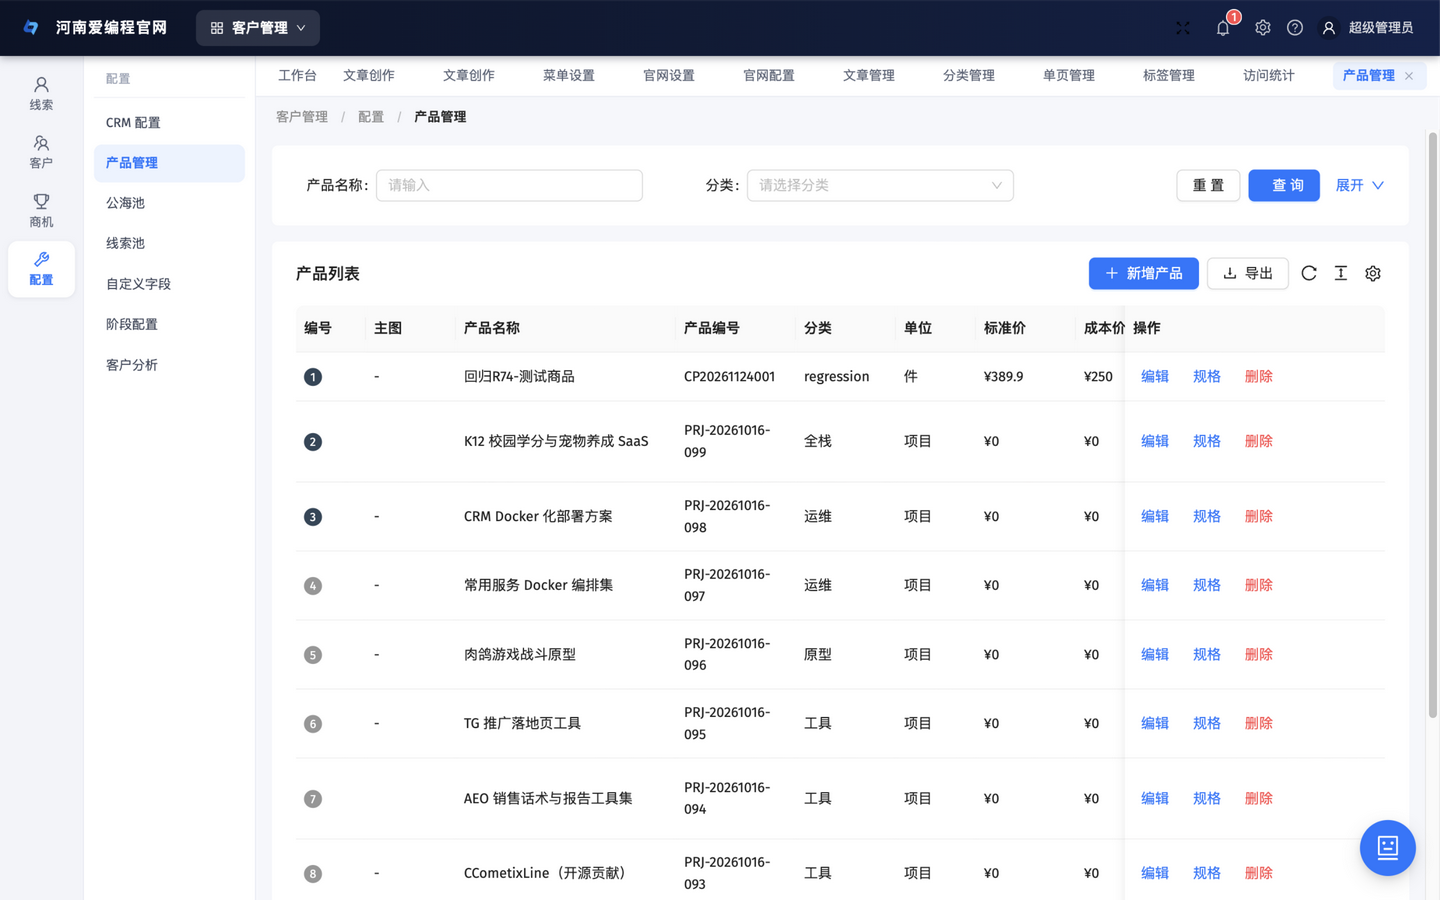 河南爱编程官网
客户管理
1
超级管理员
线索
客户
商机
配置
配置
CRM 配置
产品管理
公海池
线索池
自定义字段
阶段配置
客户分析
工作台 文章创作 文章创作 菜单设置 官网设置 官网配置 文章管理 分类管理 单页管理 标签管理 访问统计 产品管理
客户管理 / 配置 / 产品管理
产品名称: 请输入 分类: 请选择分类 重 置 查 询 展开
产品列表 新增产品 导出
编号 主图 产品名称 产品编号 分类 单位 标准价 成本价 操作
1 - 回归R74-测试商品 CP20261124001 regression 件 ¥389.9 ¥250 编辑 规格 删除
2 K12 校园学分与宠物养成 SaaS PRJ-20261016-
099 全栈 项目 ¥0 ¥0 编辑 规格 删除
3 - CRM Docker 化部署方案 PRJ-20261016-
098 运维 项目 ¥0 ¥0 编辑 规格 删除
4 - 常用服务 Docker 编排集 PRJ-20261016-
097 运维 项目 ¥0 ¥0 编辑 规格 删除
5 - 肉鸽游戏战斗原型 PRJ-20261016-
096 原型 项目 ¥0 ¥0 编辑 规格 删除
6 - TG 推广落地页工具 PRJ-20261016-
095 工具 项目 ¥0 ¥0 编辑 规格 删除
7 AEO 销售话术与报告工具集 PRJ-20261016-
094 工具 项目 ¥0 ¥0 编辑 规格 删除
8 - CCometixLine（开源贡献） PRJ-20261016-
093 工具 项目 ¥0 ¥0 编辑 规格 删除